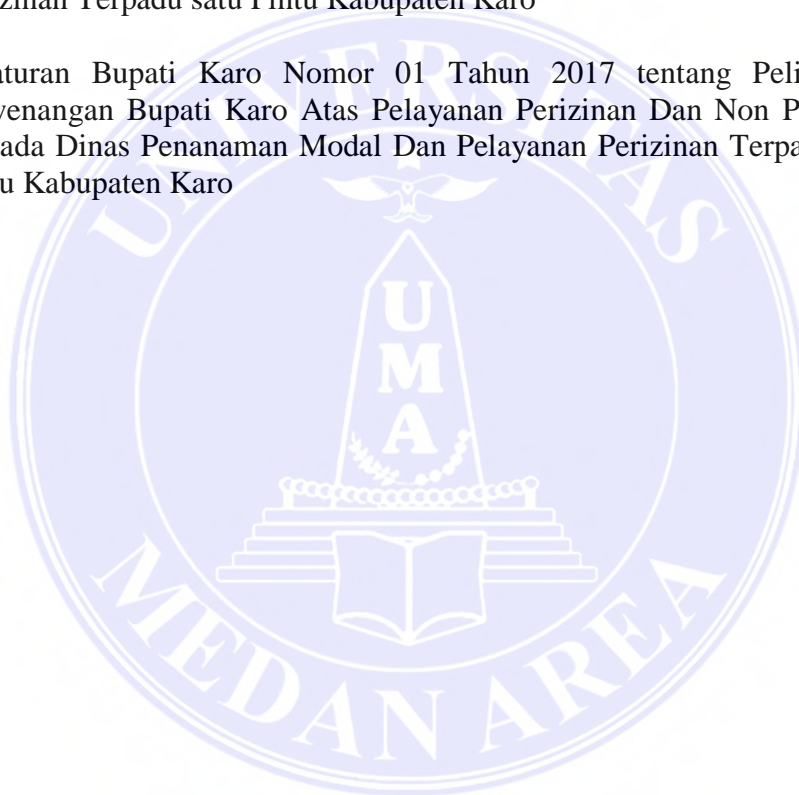 zinan Terpadu satu Pintu Kabupaten Karo
aturan Bupati Karo Nomor 01 Tahun 2017 tentang Peli
venangan Bupati Karo Atas Pelayanan Perizinan Dan Non P
ada Dinas Penanaman Modal Dan Pelayanan Perizinan Terpa
u Kabupaten Karo
UNIVERSITAS
UMA
MEDAN AREA